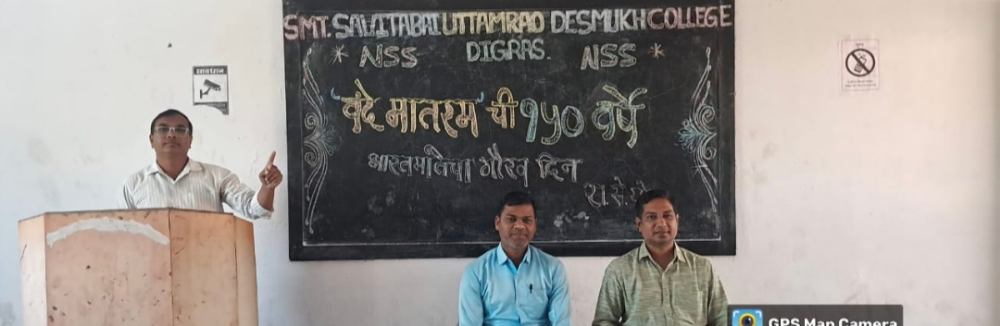 SMT. SAVITABAI UTTAMRAO DESMUKH COLLEGE
* NSS DIGRAS. NSS *
'वंदे मातरम' ची १५० वर्षे
भारतमातेचा गौरव दिन
रा.से.यो
GPS Map Camera